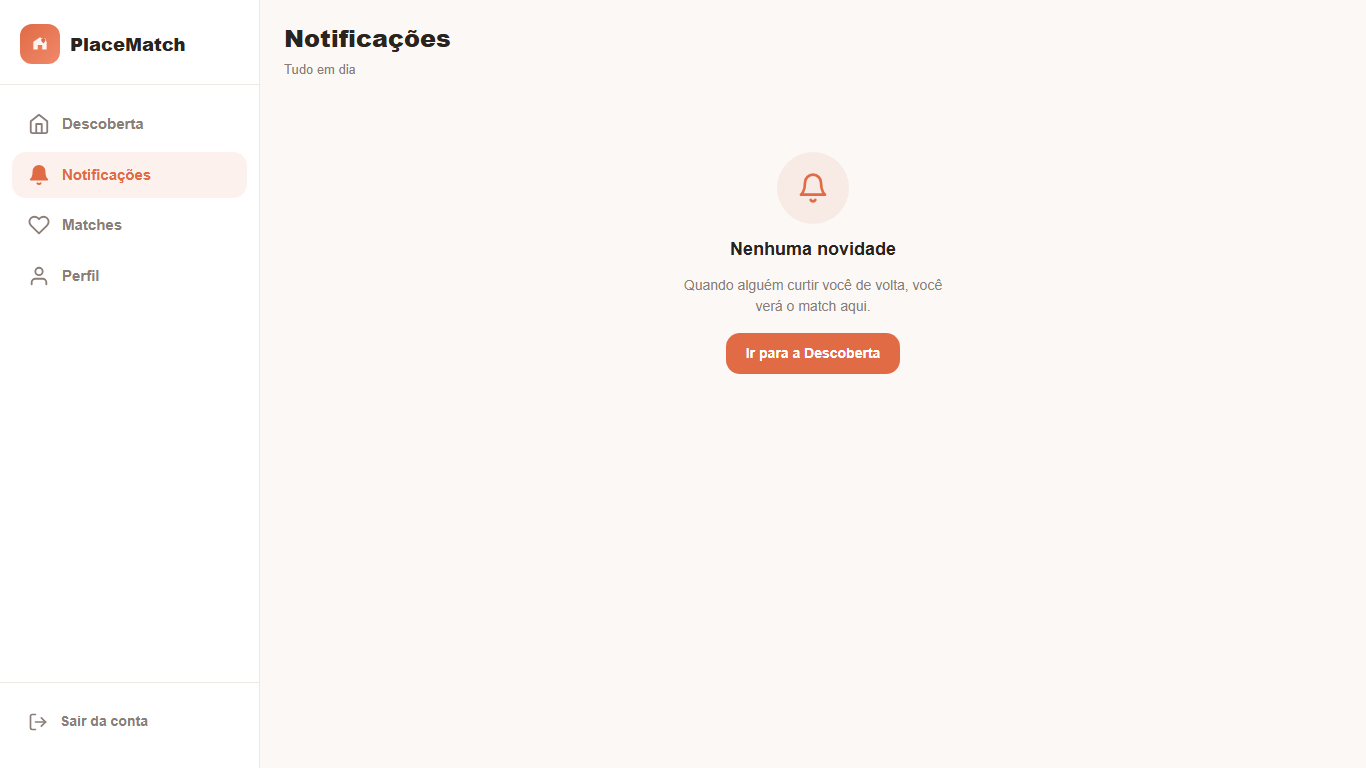 PlaceMatch
Descoberta
Notificações
Matches
Perfil
Sair da conta
Notificações
Tudo em dia
Nenhuma novidade
Quando alguém curtir você de volta, você
verá o match aqui.
Ir para a Descoberta